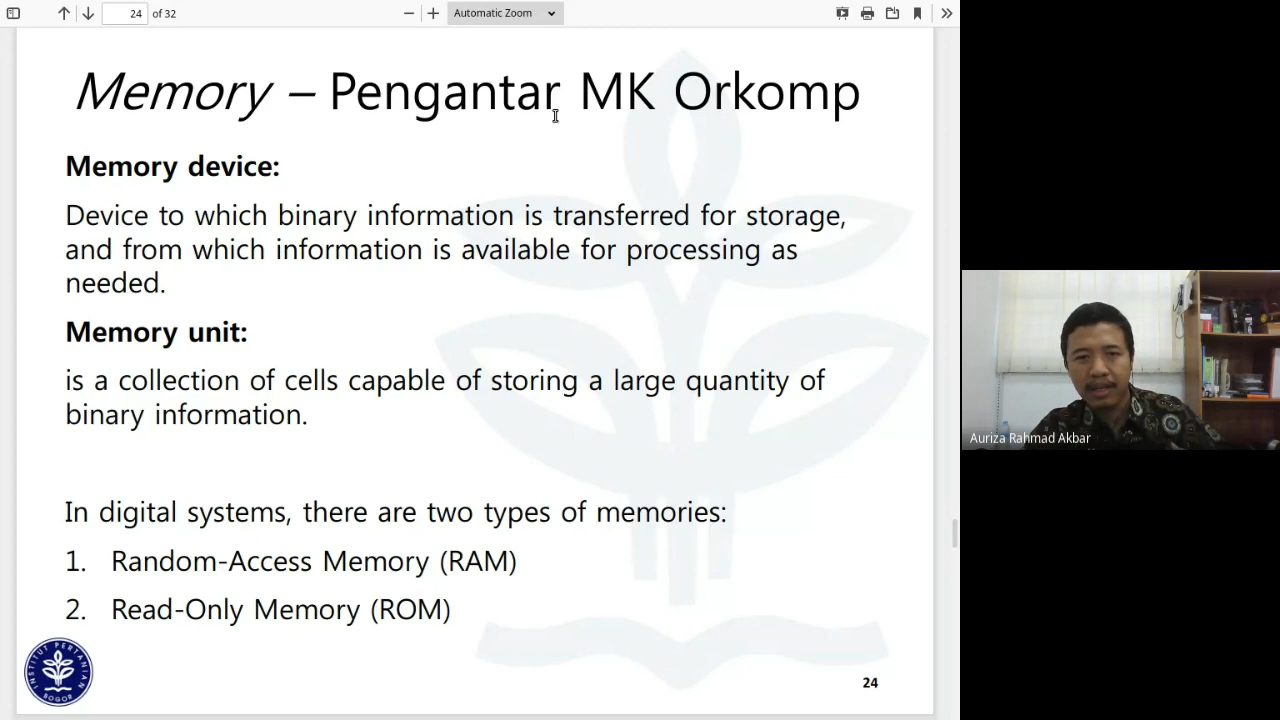 24 of 32
Automatic Zoom
Memory – Pengantar MK Orkomp
Memory device:
Device to which binary information is transferred for storage,
and from which information is available for processing as
needed.
Memory unit:
is a collection of cells capable of storing a large quantity of
binary information.
In digital systems, there are two types of memories:
1. Random-Access Memory (RAM)
2. Read-Only Memory (ROM)
INSTITUT PERTANIAN
BOGOR
24
Auriza Rahmad Akbar